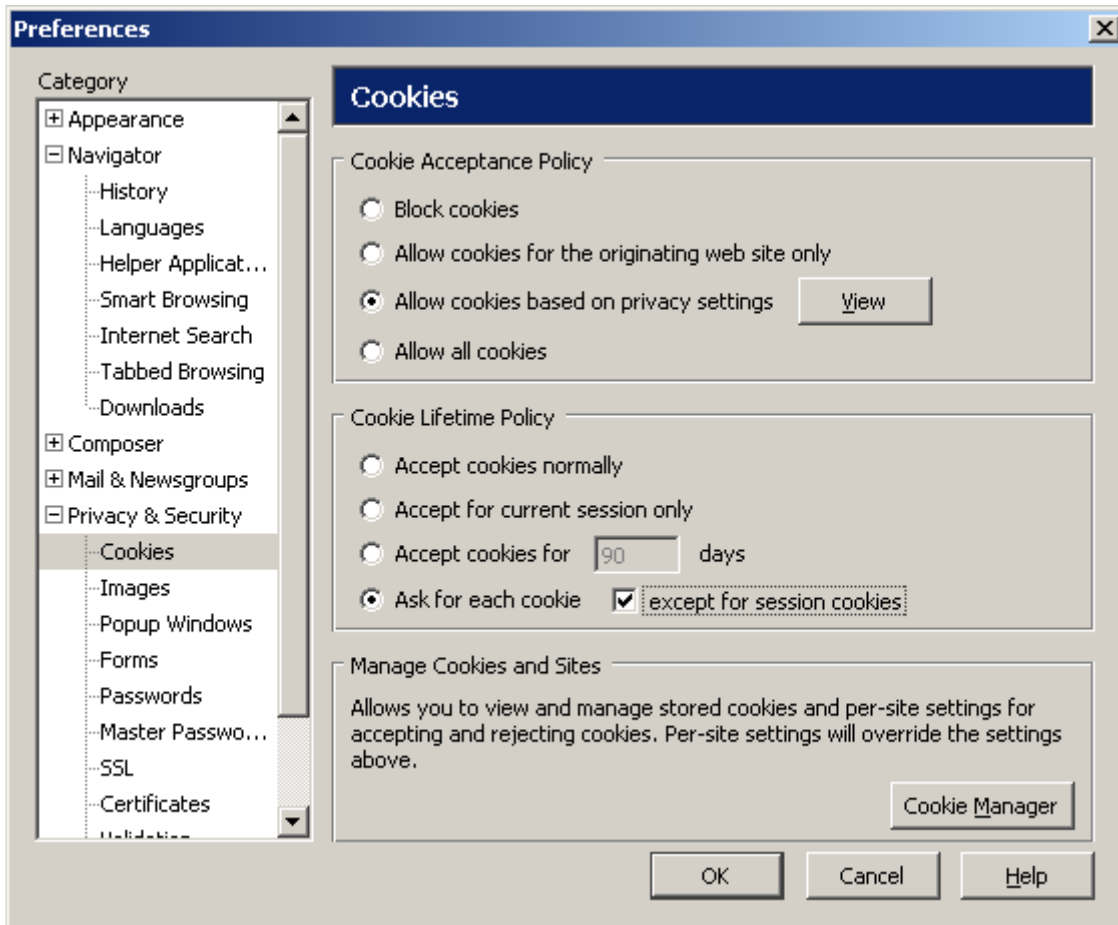 Preferences
Category
Appearance
Navigator
History
Languages
Helper Applicat...
Smart Browsing
Internet Search
Tabbed Browsing
Downloads
Composer
Mail & Newsgroups
Privacy & Security
Cookies
Images
Popup Windows
Forms
Passwords
Master Passwo...
SSL
Certificates
Cookies
Cookie Acceptance Policy
Block cookies
Allow cookies for the originating web site only
Allow cookies based on privacy settings View
Allow all cookies
Cookie Lifetime Policy
Accept cookies normally
Accept for current session only
Accept cookies for 90 days
Ask for each cookie except for session cookies
Manage Cookies and Sites
Allows you to view and manage stored cookies and per-site settings for
accepting and rejecting cookies. Per-site settings will override the settings
above.
Cookie Manager
OK Cancel Help